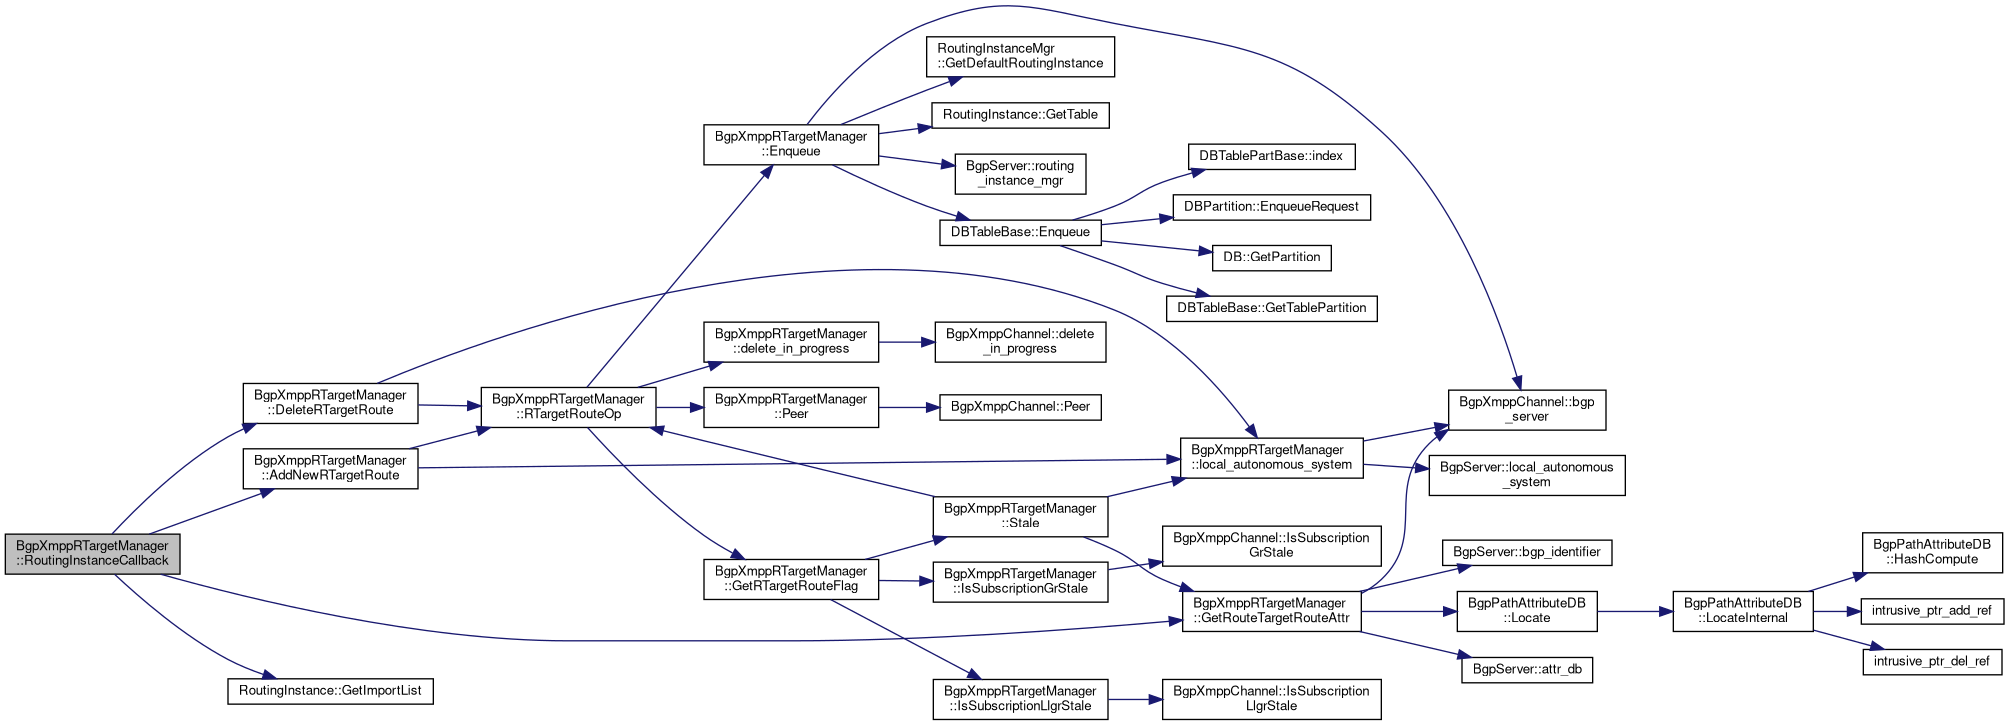 RoutingInstanceMgr
::GetDefaultRoutingInstance
RoutingInstance::GetTable
BgpXmppRTargetManager
::Enqueue
BgpServer::routing
_instance_mgr
DBTableBase::Enqueue
DBTablePartBase::index
DBPartition::EnqueueRequest
DB::GetPartition
DBTableBase::GetTablePartition
BgpXmppRTargetManager
::delete_in_progress
BgpXmppChannel::delete
_in_progress
BgpXmppRTargetManager
::DeleteRTargetRoute
BgpXmppRTargetManager
::RTargetRouteOp
BgpXmppRTargetManager
::Peer
BgpXmppChannel::Peer
BgpXmppChannel::bgp
_server
BgpXmppRTargetManager
::AddNewRTargetRoute
BgpXmppRTargetManager
::local_autonomous_system
BgpServer::local_autonomous
_system
BgpXmppRTargetManager
::Stale
BgpXmppRTargetManager
::RoutingInstanceCallback
BgpXmppChannel::IsSubscription
GrStale
BgpServer::bgp_identifier
BgpPathAttributeDB
::HashCompute
BgpXmppRTargetManager
::GetRTargetRouteFlag
BgpXmppRTargetManager
::IsSubscriptionGrStale
BgpXmppRTargetManager
::GetRouteTargetRouteAttr
BgpPathAttributeDB
::Locate
BgpPathAttributeDB
::LocateInternal
intrusive_ptr_add_ref
intrusive_ptr_del_ref
BgpServer::attr_db
RoutingInstance::GetImportList
BgpXmppRTargetManager
::IsSubscriptionLlgrStale
BgpXmppChannel::IsSubscription
LlgrStale